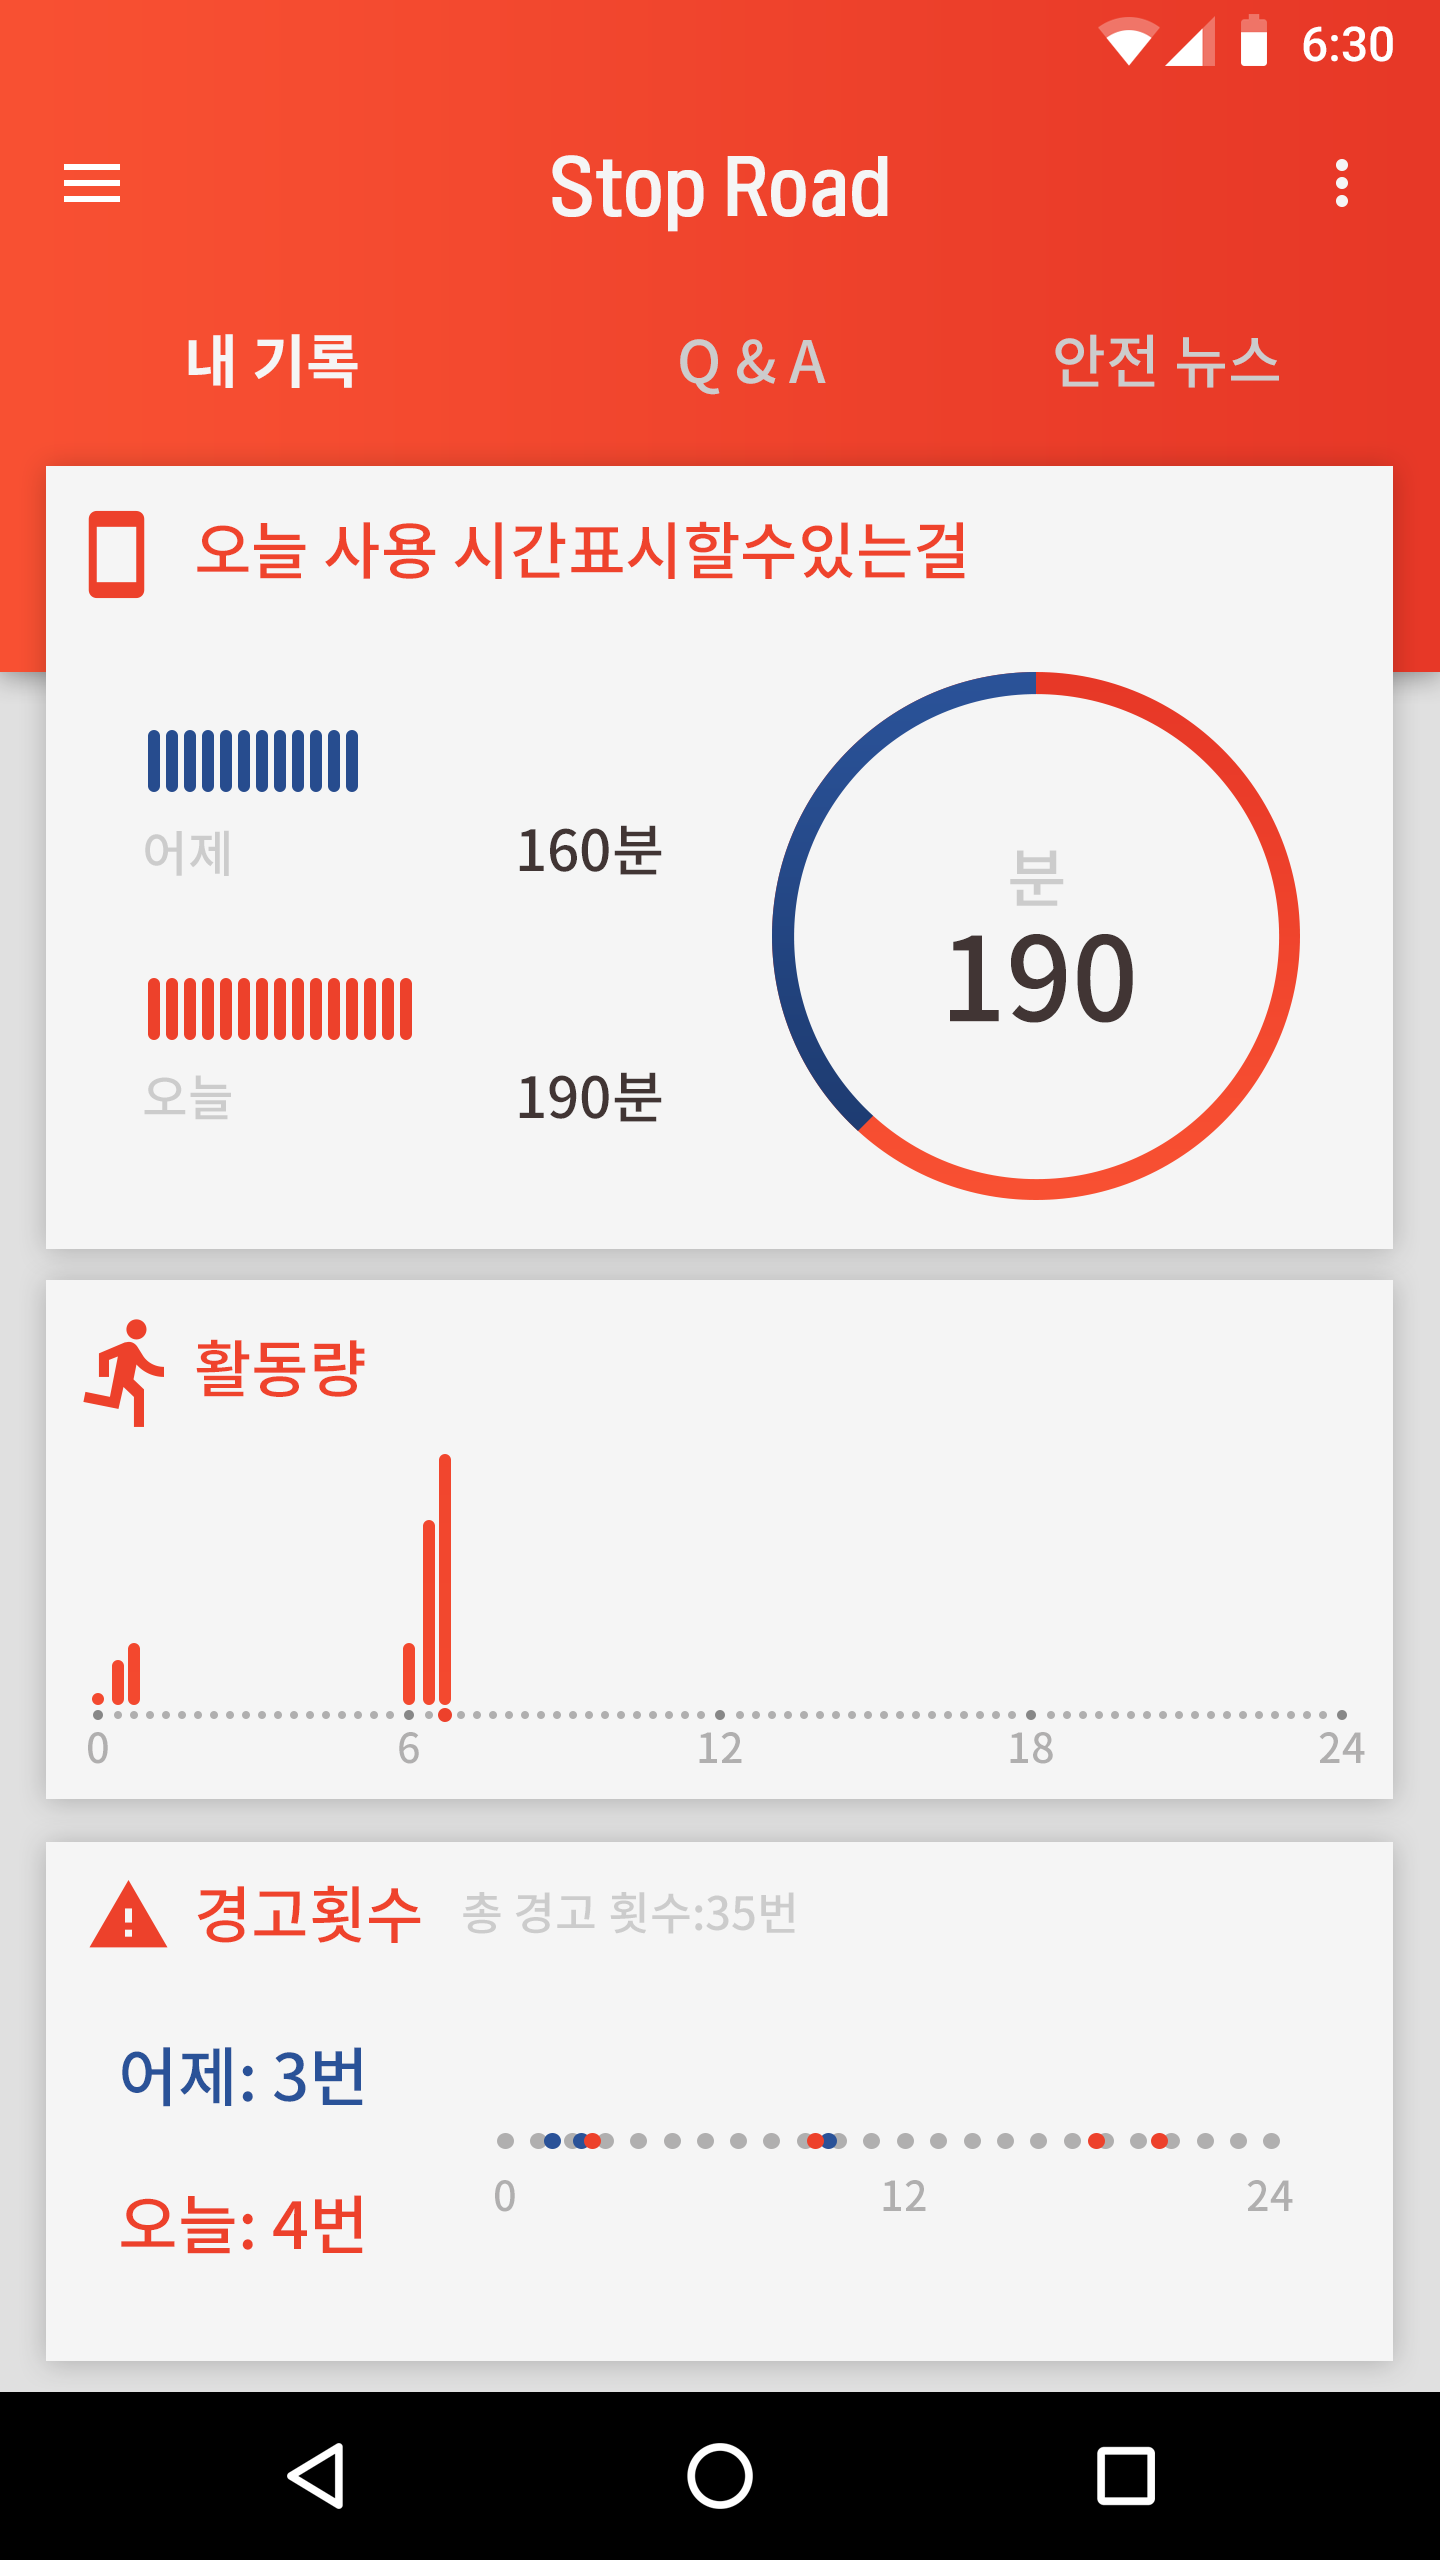 6:30
Stop Road
내 기록
Q & A
안전 뉴스
오늘 사용 시간표시할수있는걸
어제
160분
오늘
190분
분
190
활동량
0 6 12 18 24
경고횟수 총 경고 횟수:35번
어제: 3번
오늘: 4번
0 12 24